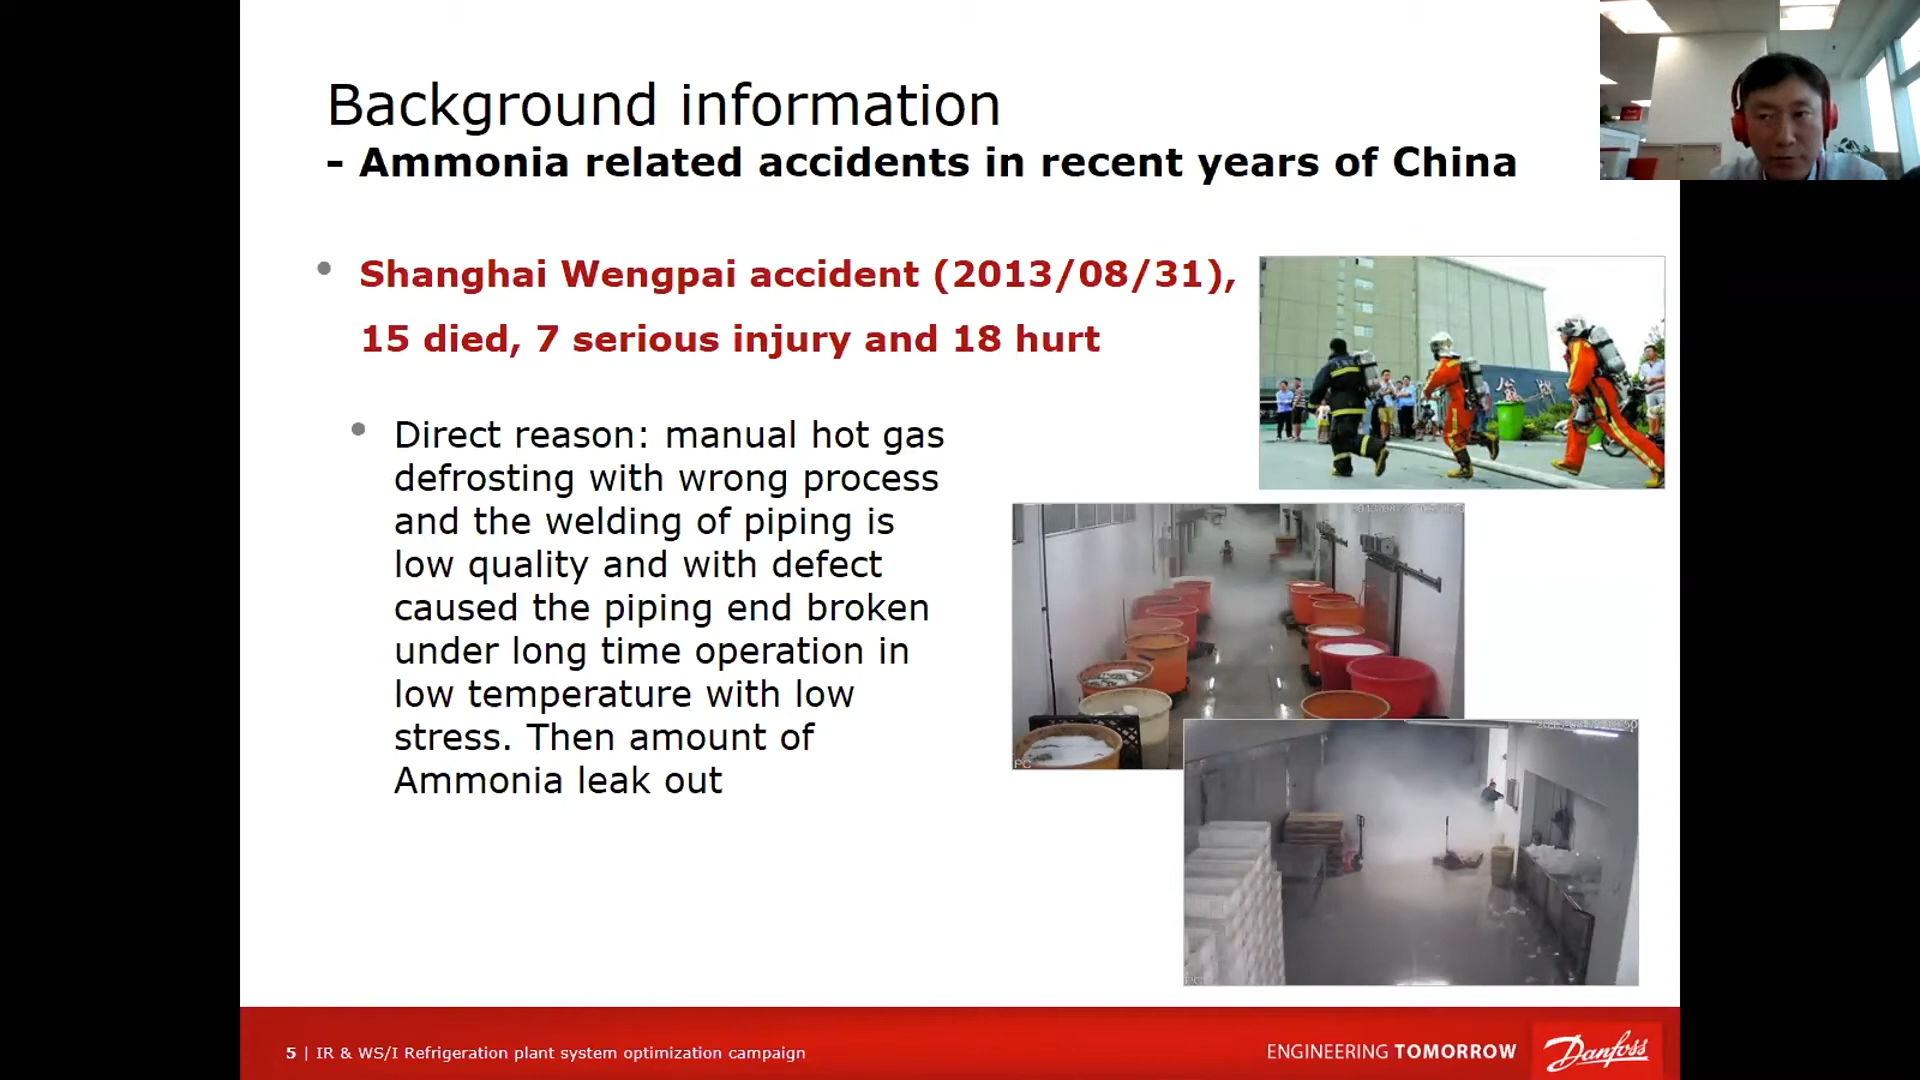 Background information
- Ammonia related accidents in recent years of China
Shanghai Wengpai accident (2013/08/31),
15 died, 7 serious injury and 18 hurt
Direct reason: manual hot gas
defrosting with wrong process
and the welding of piping is
low quality and with defect
caused the piping end broken
under long time operation in
low temperature with low
stress. Then amount of
Ammonia leak out
PC
5 | IR & WS/I Refrigeration plant system optimization campaign
ENGINEERING TOMORROW
Danfoss